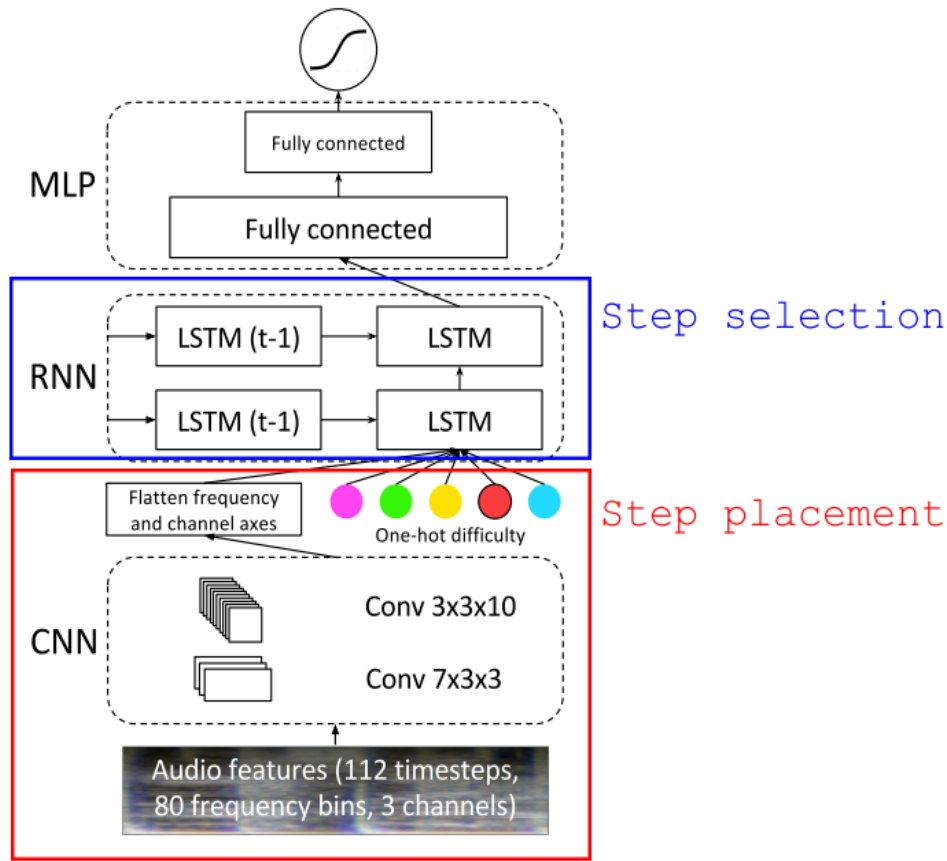 Fully connected
MLP
Fully connected
Step selection
LSTM (t-1)
LSTM
RNN
LSTM (t-1)
LSTM
Flatten frequency
and channel axes
Step placement
One-hot difficulty
Conv 3x3x10
CNN
Conv 7x3x3
Audio features (112 timesteps,
80 frequency bins, 3 channels)